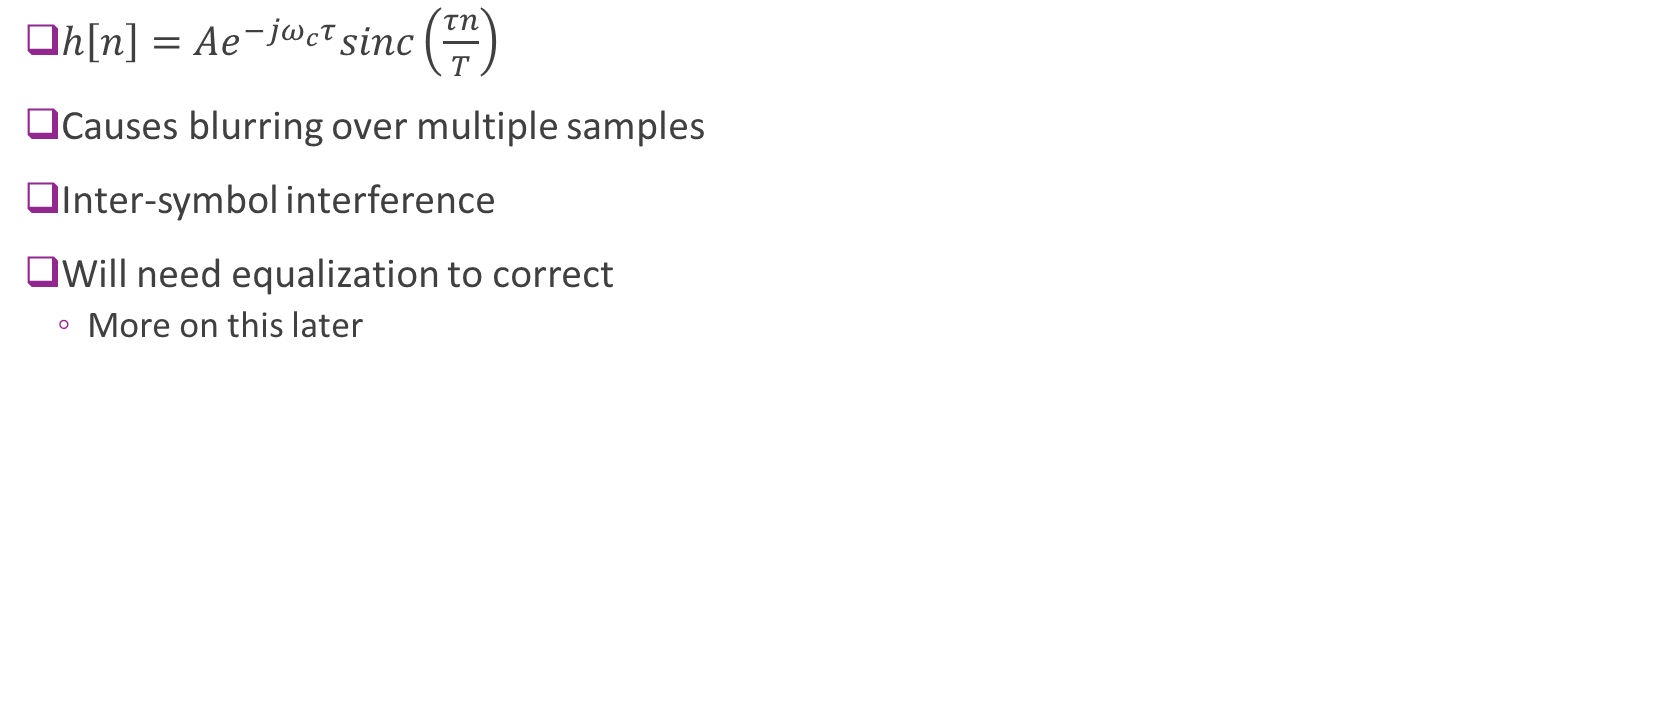 ❑h[n] = Ae^{-jω_cτ} sinc(τn/T)
❑Causes blurring over multiple samples
❑Inter-symbol interference
❑Will need equalization to correct
◦ More on this later